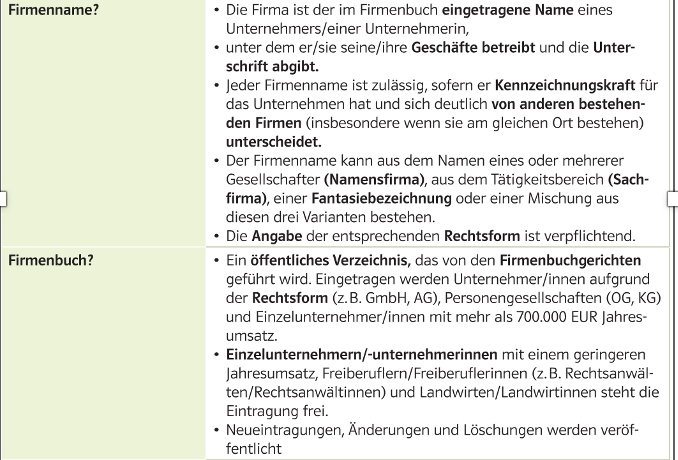 Firmenname?
• Die Firma ist der im Firmenbuch eingetragene Name eines
Unternehmers/einer Unternehmerin,
• unter dem er/sie seine/ihre Geschäfte betreibt und die Unter-
schrift abgibt.
• Jeder Firmenname ist zulässig, sofern er Kennzeichnungskraft für
das Unternehmen hat und sich deutlich von anderen bestehen-
den Firmen (insbesondere wenn sie am gleichen Ort bestehen)
unterscheidet.
• Der Firmenname kann aus dem Namen eines oder mehrerer
Gesellschafter (Namensfirma), aus dem Tätigkeitsbereich (Sach-
firma), einer Fantasiebezeichnung oder einer Mischung aus
diesen drei Varianten bestehen.
• Die Angabe der entsprechenden Rechtsform ist verpflichtend.
Firmenbuch?
• Ein öffentliches Verzeichnis, das von den Firmenbuchgerichten
geführt wird. Eingetragen werden Unternehmer/innen aufgrund
der Rechtsform (z. B. GmbH, AG), Personengesellschaften (OG, KG)
und Einzelunternehmer/innen mit mehr als 700.000 EUR Jahres-
umsatz.
• Einzelunternehmern/-unternehmerinnen mit einem geringeren
Jahresumsatz, Freiberuflern/Freiberuflerinnen (z. B. Rechtsanwäl-
ten/Rechtsanwältinnen) und Landwirten/Landwirtinnen steht die
Eintragung frei.
• Neueintragungen, Änderungen und Löschungen werden veröf-
fentlicht